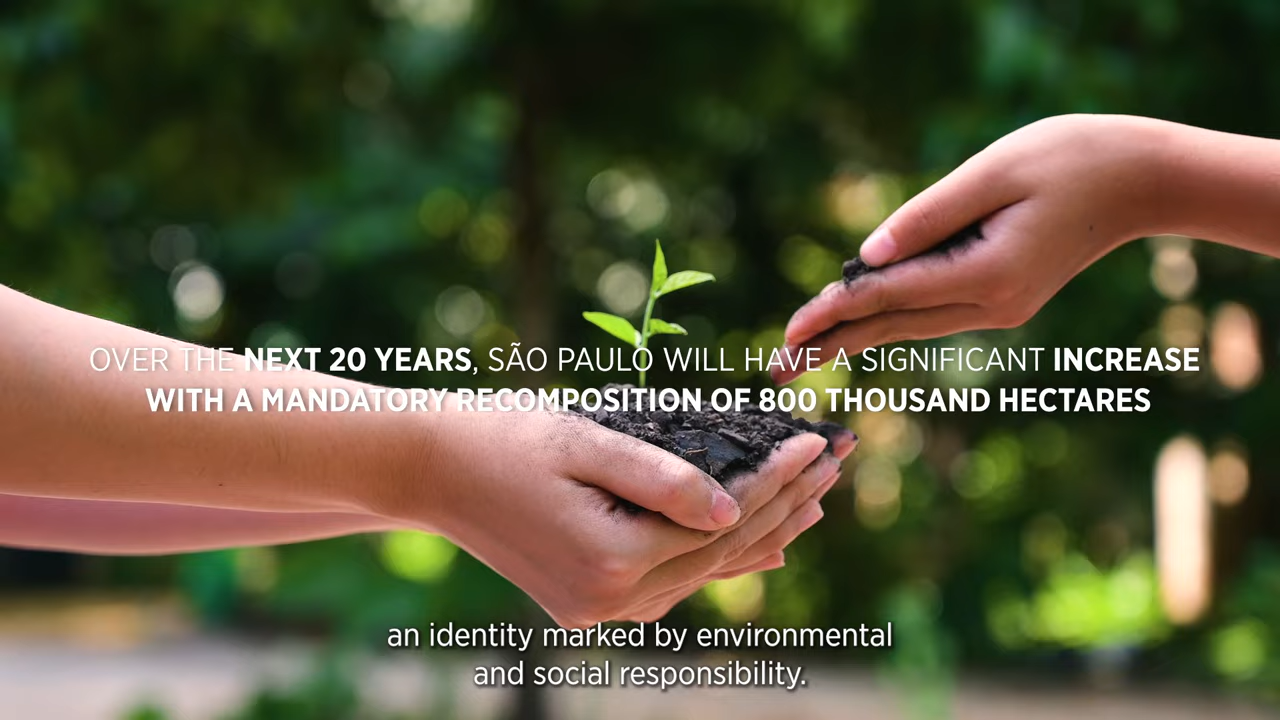 OVER THE NEXT 20 YEARS, SÃO PAULO WILL HAVE A SIGNIFICANT INCREASE
WITH A MANDATORY RECOMPOSITION OF 800 THOUSAND HECTARES
an identity marked by environmental
and social responsibility.